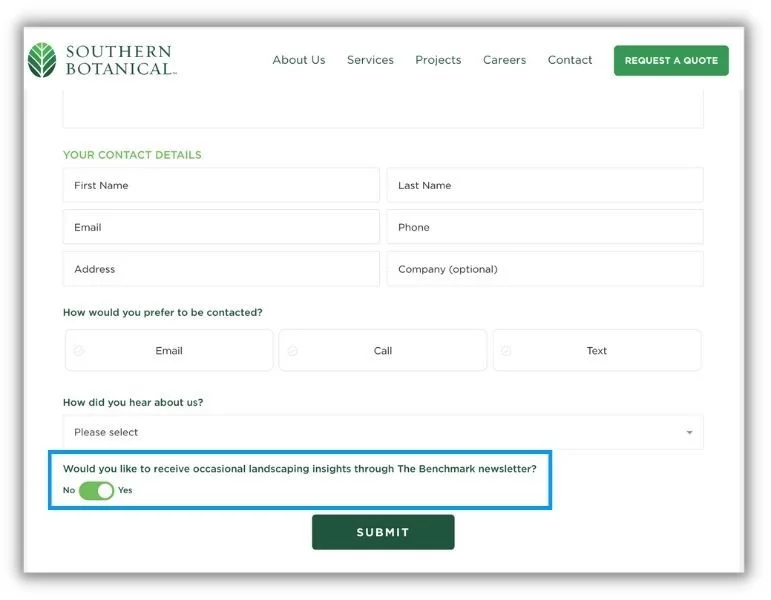 SOUTHERN
BOTANICAL™
About Us Services Projects Careers Contact REQUEST A QUOTE
YOUR CONTACT DETAILS
First Name Last Name
Email Phone
Address Company (optional)
How would you prefer to be contacted?
Email Call Text
How did you hear about us?
Please select
Would you like to receive occasional landscaping insights through The Benchmark newsletter?
No Yes
SUBMIT